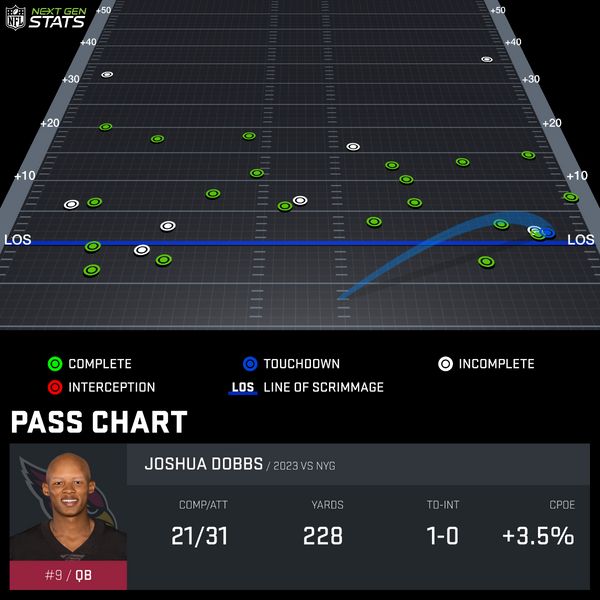 NFL NEXT GEN
STATS
+50 +50
+30 +30
+20 +20
+10 +10
LOS LOS
COMPLETE TOUCHDOWN INCOMPLETE
INTERCEPTION LOS LINE OF SCRIMMAGE
PASS CHART
JOSHUA DOBBS / 2023 VS NYG
COMP/ATT YARDS TD-INT CPOE
21/31 228 1-0 +3.5%
#9 / QB